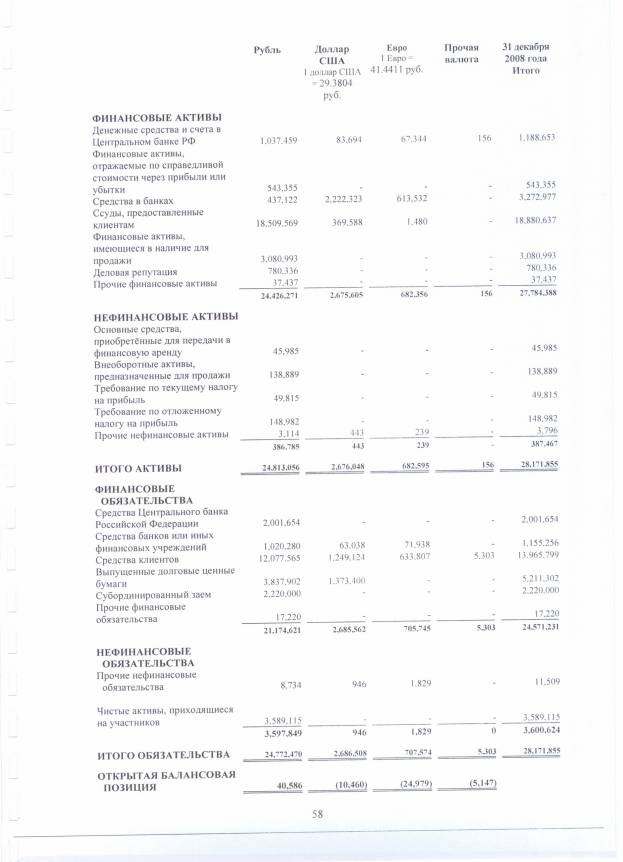 Рубль Доллар Евро Прочая 31 декабря
США 1 Евро = валюта 2008 года
1 доллар США 41.4411 руб. Итого
= 29.3804
руб.
ФИНАНСОВЫЕ АКТИВЫ
Денежные средства и счета в
Центральном банке РФ 1,037,459 83,694 67,344 156 1,188,653
Финансовые активы,
отражаемые по справедливой
стоимости через прибыли или
убытки 543,355 - - - 543,355
Средства в банках 437,122 2,222,323 613,532 - 3,272,977
Ссуды, предоставленные
клиентам 18,509,569 369,588 1,480 - 18,880,637
Финансовые активы,
имеющиеся в наличие для
продажи 3,080,993 - - - 3,080,993
Деловая репутация 780,336 - - - 780,336
Прочие финансовые активы 37,437 - - - 37,437
24,426,271 2,675,605 682,356 156 27,784,388
НЕФИНАНСОВЫЕ АКТИВЫ
Основные средства,
приобретённые для передачи в
финансовую аренду 45,985 - - - 45,985
Внеоборотные активы,
предназначенные для продажи 138,889 - - - 138,889
Требование по текущему налогу
на прибыль 49,815 - - - 49,815
Требование по отложенному
налогу на прибыль 148,982 - - - 148,982
Прочие нефинансовые активы 3,114 443 239 - 3,796
386,785 443 239 - 387,467
ИТОГО АКТИВЫ 24,813,056 2,676,048 682,595 156 28,171,855
ФИНАНСОВЫЕ
ОБЯЗАТЕЛЬСТВА
Средства Центрального банка
Российской Федерации 2,001,654 - - - 2,001,654
Средства банков или иных
финансовых учреждений 1,020,280 63,038 71,938 - 1,155,256
Средства клиентов 12,077,565 1,249,124 633,807 5,303 13,965,799
Выпущенные долговые ценные
бумаги 3,837,902 1,373,400 - - 5,211,302
Субординированный заем 2,220,000 - - - 2,220,000
Прочие финансовые
обязательства 17,220 - - - 17,220
21,174,621 2,685,562 705,745 5,303 24,571,231
НЕФИНАНСОВЫЕ
ОБЯЗАТЕЛЬСТВА
Прочие нефинансовые
обязательства 8,734 946 1,829 - 11,509
Чистые активы, приходящиеся
на участников 3,589,115 - - - 3,589,115
3,597,849 946 1,829 0 3,600,624
ИТОГО ОБЯЗАТЕЛЬСТВА 24,772,470 2,686,508 707,574 5,303 28,171,855
ОТКРЫТАЯ БАЛАНСОВАЯ
ПОЗИЦИЯ 40,586 (10,460) (24,979) (5,147)
58